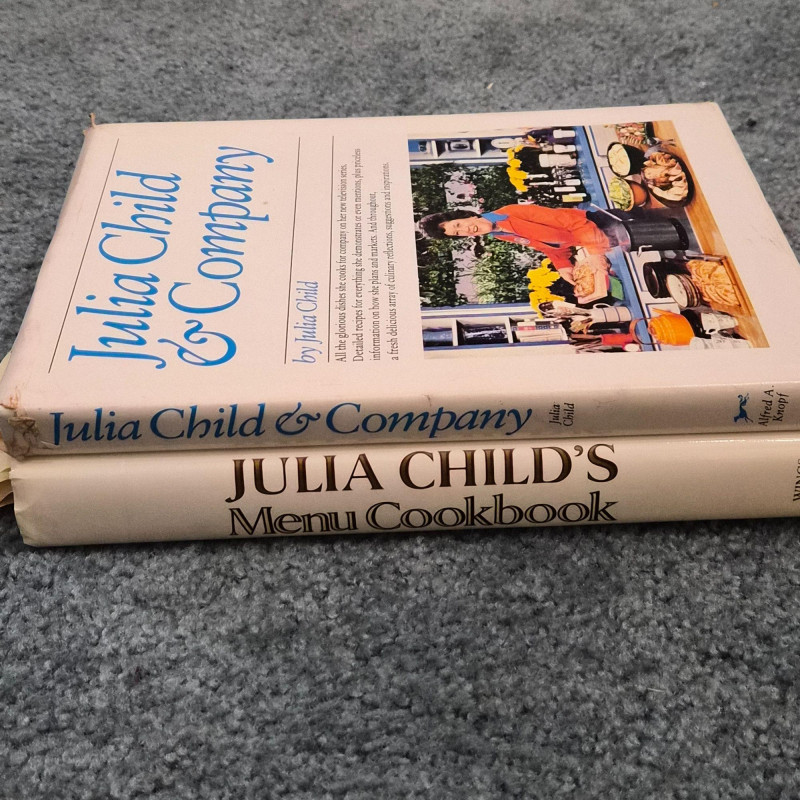 Julia Child
& Company
by Julia Child
All the glorious dishes she cooks for company on her new television series.
Detailed recipes for everything she demonstrates or even mentions, plus priceless
information on how she plans and markets. And throughout,
a fresh delicious array of culinary reflections, suggestions and inspirations.
Julia Child & Company
Julia
Child
Alfred A.
Knopf
JULIA CHILD'S
Menu Cookbook